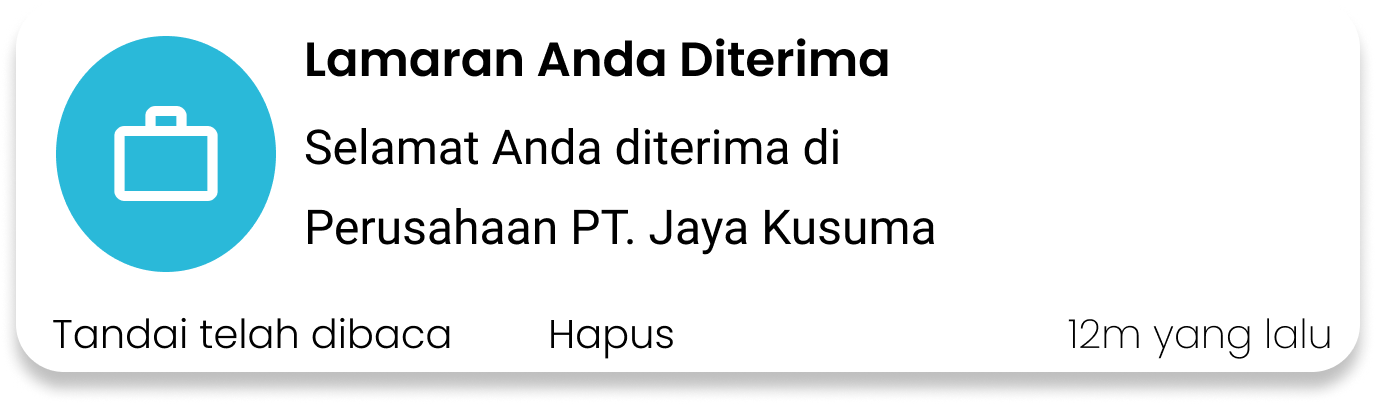 Lamaran Anda Diterima
Selamat Anda diterima di
Perusahaan PT. Jaya Kusuma
Tandai telah dibaca Hapus 12m yang lalu